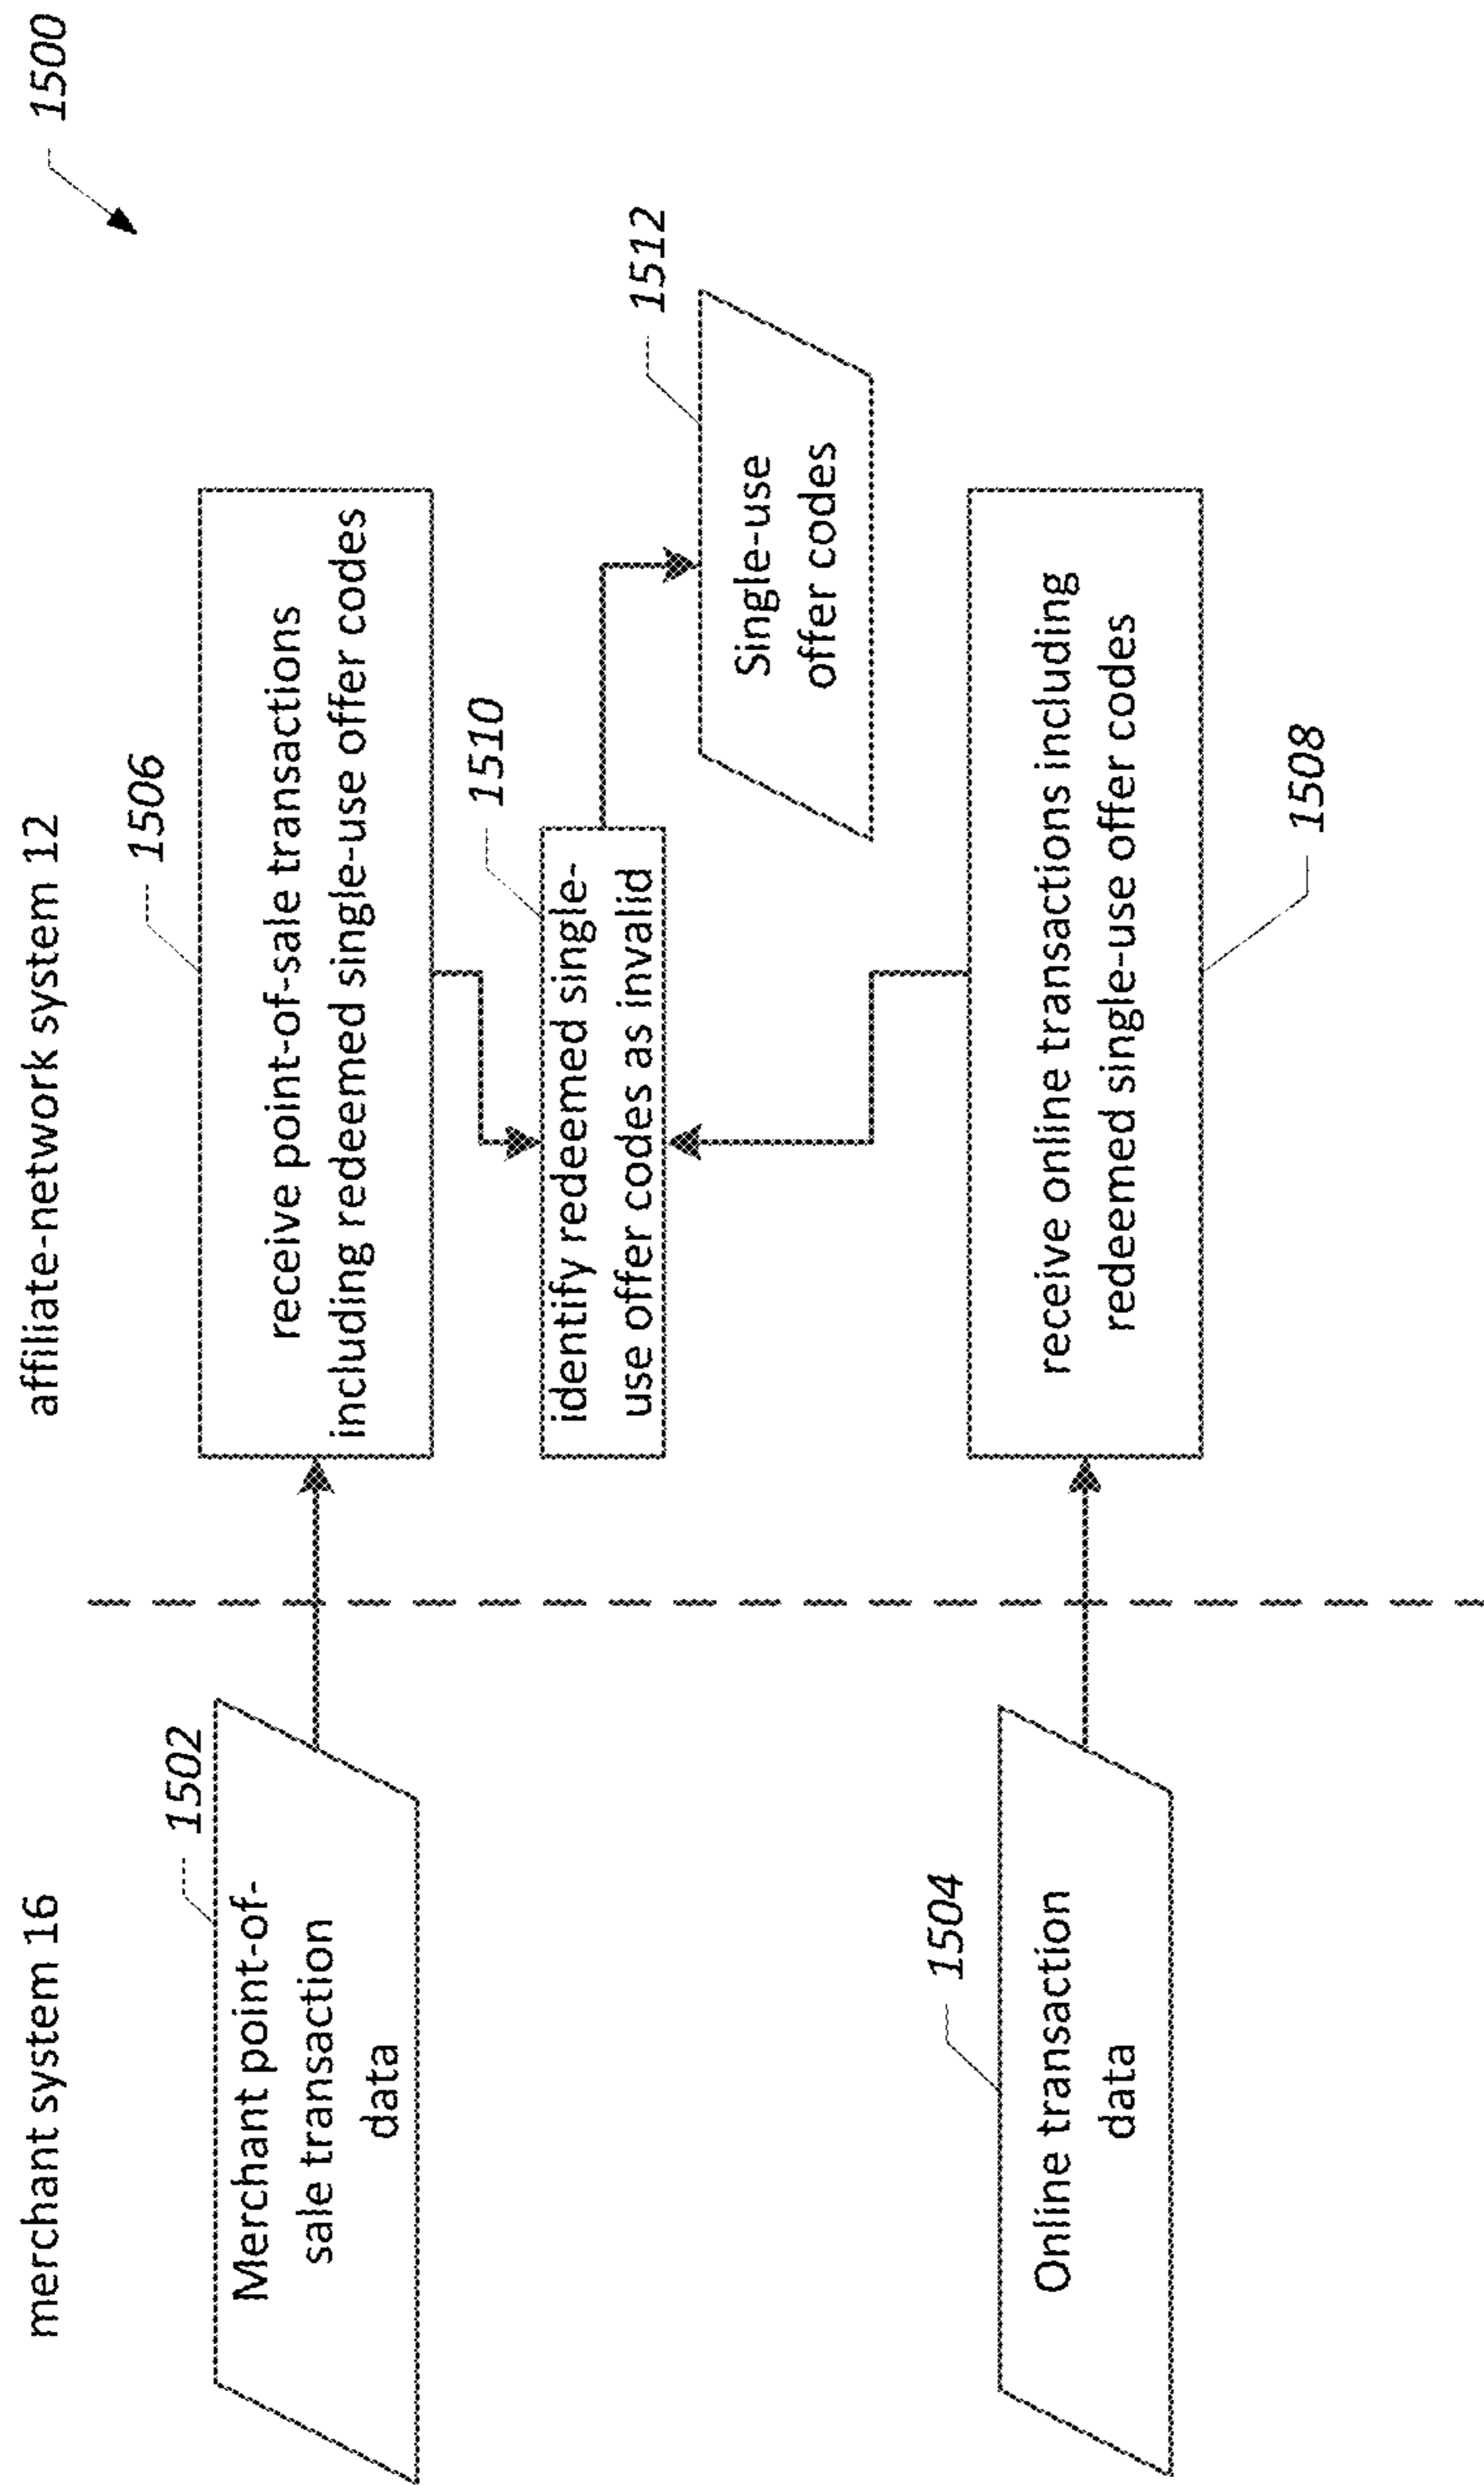 1500
merchant system 16
affiliate-network system 12
1502
Merchant point-of-
sale transaction
data
1506
receive point-of-sale transactions
including redeemed single-use offer codes
1510
identify redeemed single-
use offer codes as invalid
1512
Single-use
offer codes
1504
Online transaction
data
receive online transactions including
redeemed single-use offer codes
1508